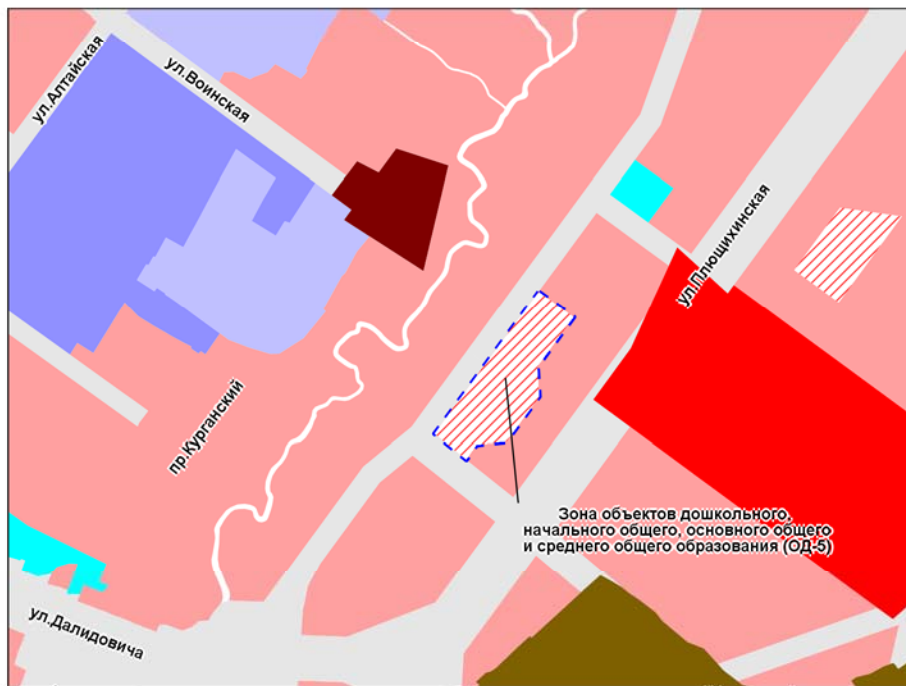 ул.Алтайская
ул.Воинская
ул.Плющихинская
пр.Курганский
Зона объектов дошкольного,
начального общего, основного общего
и среднего общего образования (ОД-5)
ул.Далидовича